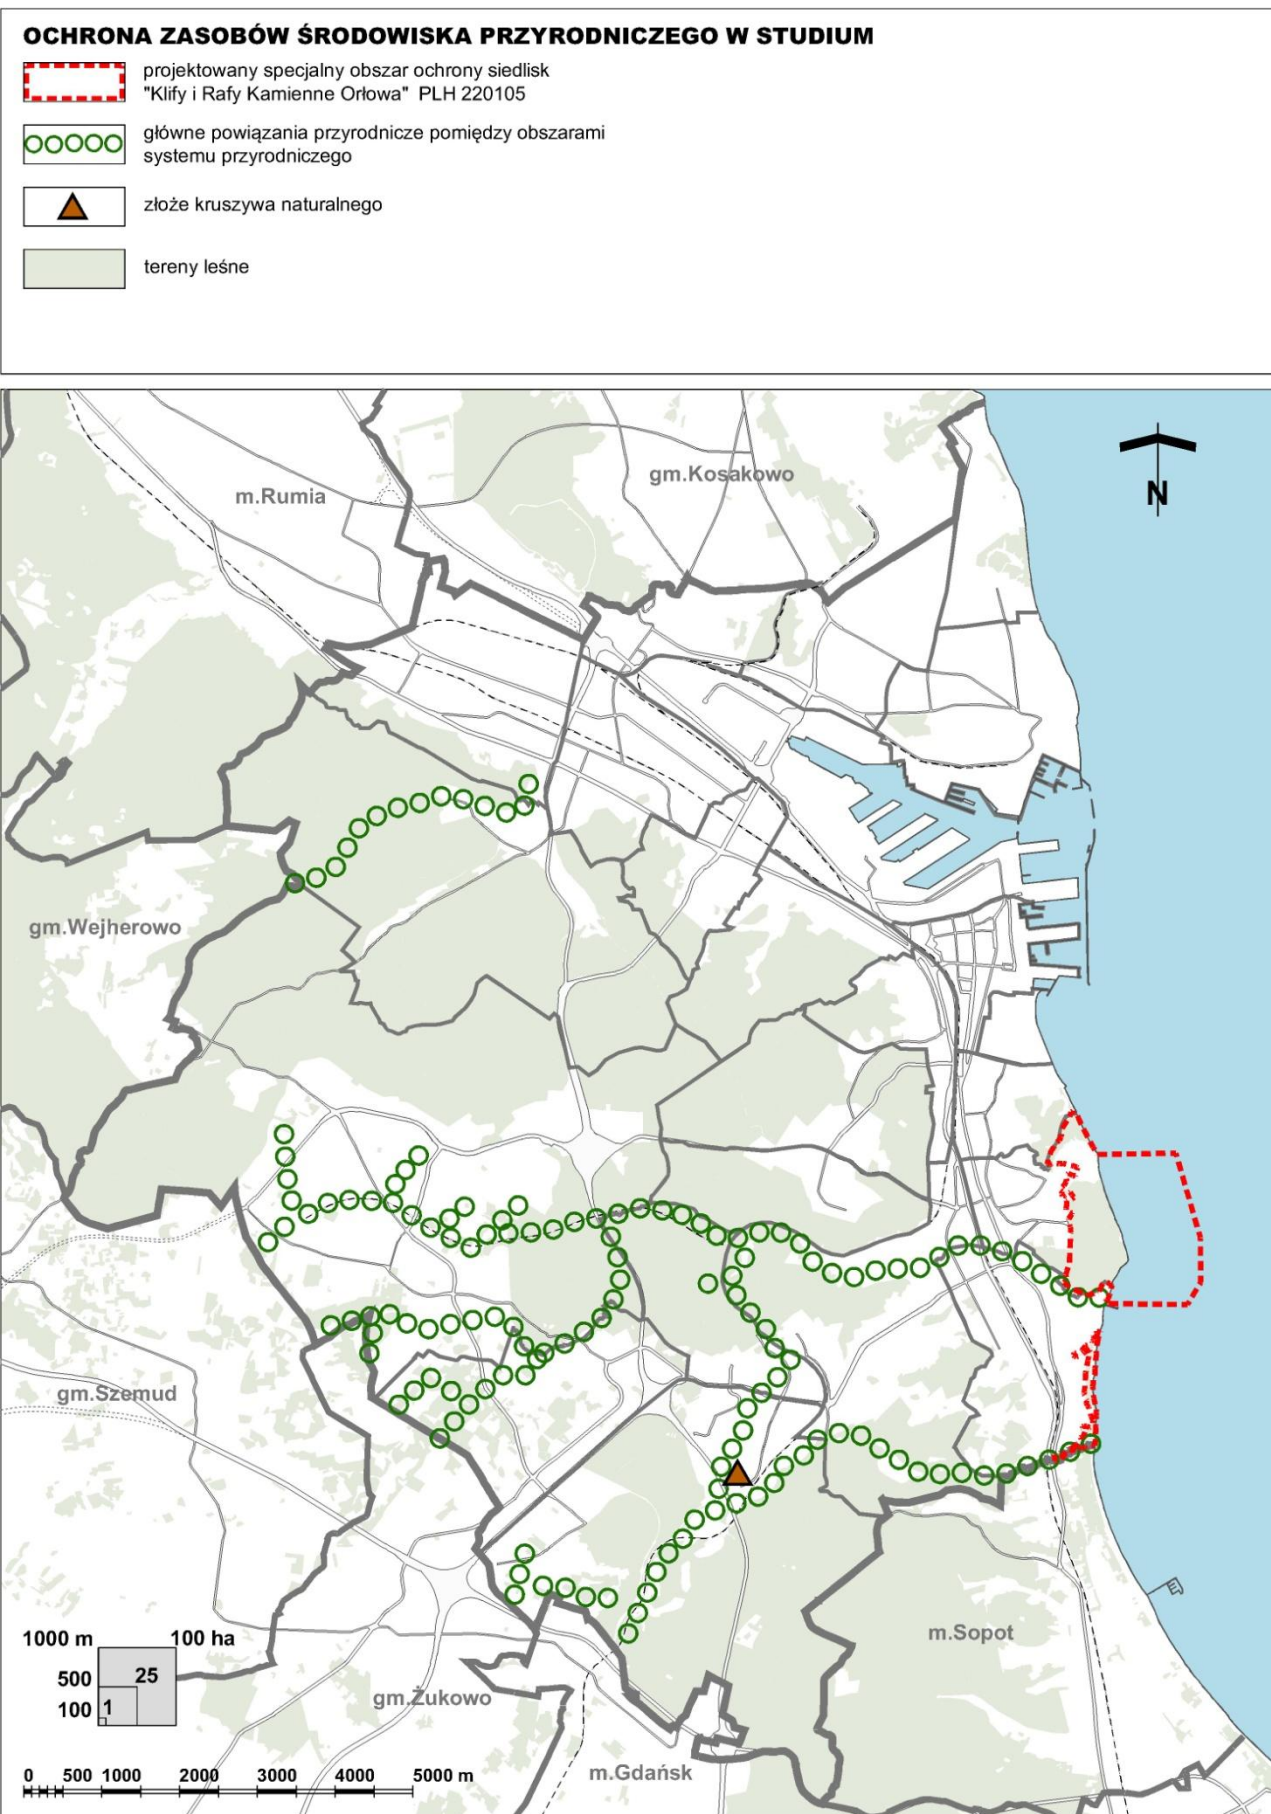 OCHRONA ZASOBÓW ŚRODOWISKA PRZYRODNICZEGO W STUDIUM
projektowany specjalny obszar ochrony siedlisk
"Klify i Rafy Kamienne Orłowa" PLH 220105
główne powiązania przyrodnicze pomiędzy obszarami
systemu przyrodniczego
złoże kruszywa naturalnego
tereny leśne
N
gm.Kosakowo
m.Rumia
gm.Wejherowo
gm.Szemud
m.Sopot
gm.Żukowo
m.Gdańsk
1000 m 100 ha
500 25
100 1
0 500 1000 2000 3000 4000 5000 m